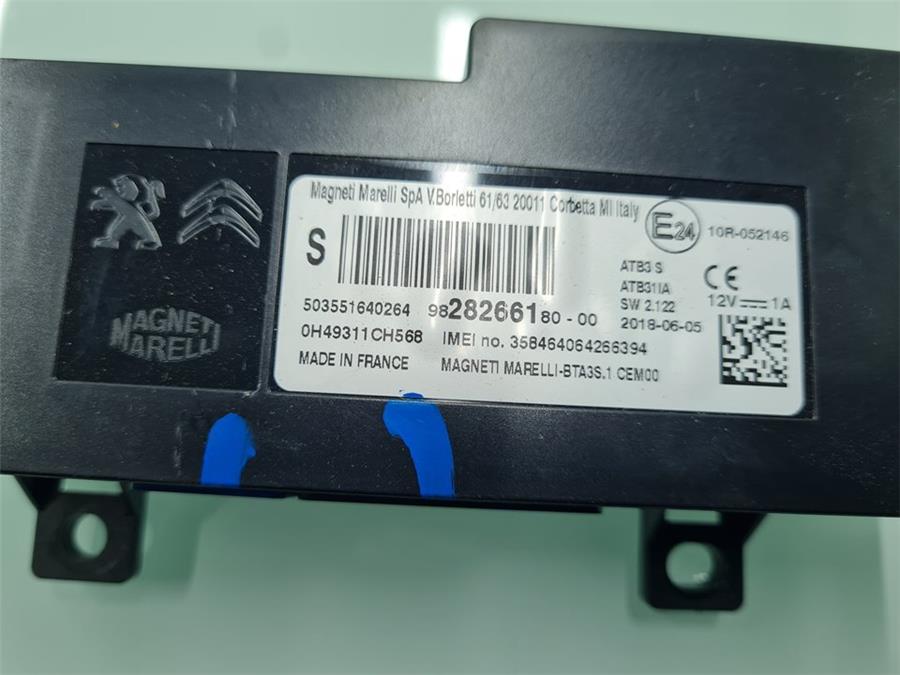 Magneti Marelli SpA V.Borletti 61/63 20011 Corbetta MI Italy
E24
10R-052146
S
ATB3 S
ATB31IA
SW 2.122
2018-06-05
CE
12V⎓1A
503551640264 9828266180-00
0H49311CH568 IMEI no. 358464064266394
MADE IN FRANCE MAGNETI MARELLI-BTA3S.1 CEM00
MAGNETI
MARELLI